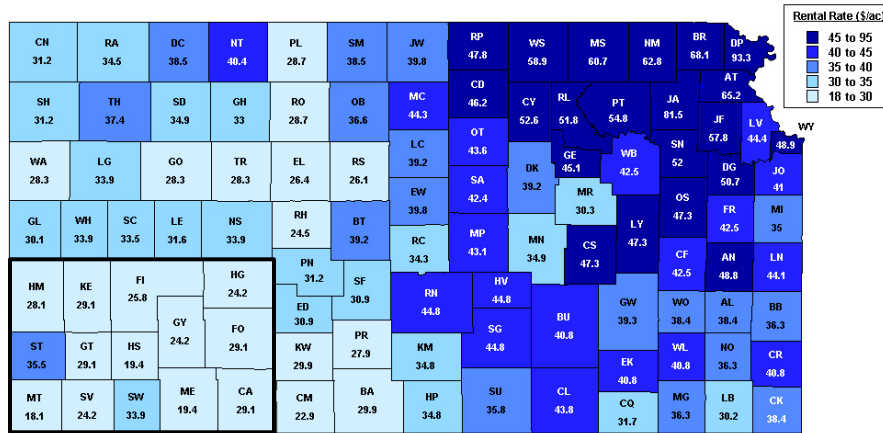 Rental Rate ($/ac)
45 to 95
40 to 45
35 to 40
30 to 35
18 to 30
CN RA DC NT PL SM JW RP WS MS NM BR DP
31.2 34.5 38.5 40.4 28.7 38.5 39.8 47.8 58.9 60.7 62.8 68.1 93.3
AT
65.2
SH TH SD GH RO OB MC CD CY RL PT JA JF LV WY
31.2 37.4 34.9 33 28.7 36.6 44.3 46.2 52.6 51.8 54.8 81.5 57.8 44.4 48.9
WA LG GO TR EL RS LC OT GE WB SN DG JO
28.3 33.9 28.3 28.3 26.4 26.1 39.2 43.6 45.1 42.5 52 50.7 41
EW SA DK MR OS FR MI
39.8 42.4 39.2 30.3 47.3 42.5 35
GL WH SC LE NS RH BT RC MP MN CS LY CF AN LN
30.1 33.9 33.5 31.6 33.9 24.5 39.2 34.3 43.1 34.9 47.3 47.3 42.5 48.8 44.1
HM KE FI HG PN SF RN HV
28.1 29.1 25.8 24.2 31.2 30.9 44.8 44.8
ED BU GW WO AL BB
30.9 40.8 39.3 38.4 38.4 36.3
ST GT HS GY FO KW PR KM SG EK WL NO CR
35.5 29.1 19.4 24.2 29.1 29.9 27.9 34.8 44.8 40.8 40.8 36.3 40.8
MT SV SW ME CA CM BA HP SU CL CQ MG LB CK
18.1 24.2 33.9 19.4 29.1 22.9 29.9 34.8 35.8 43.8 31.7 36.3 30.2 38.4